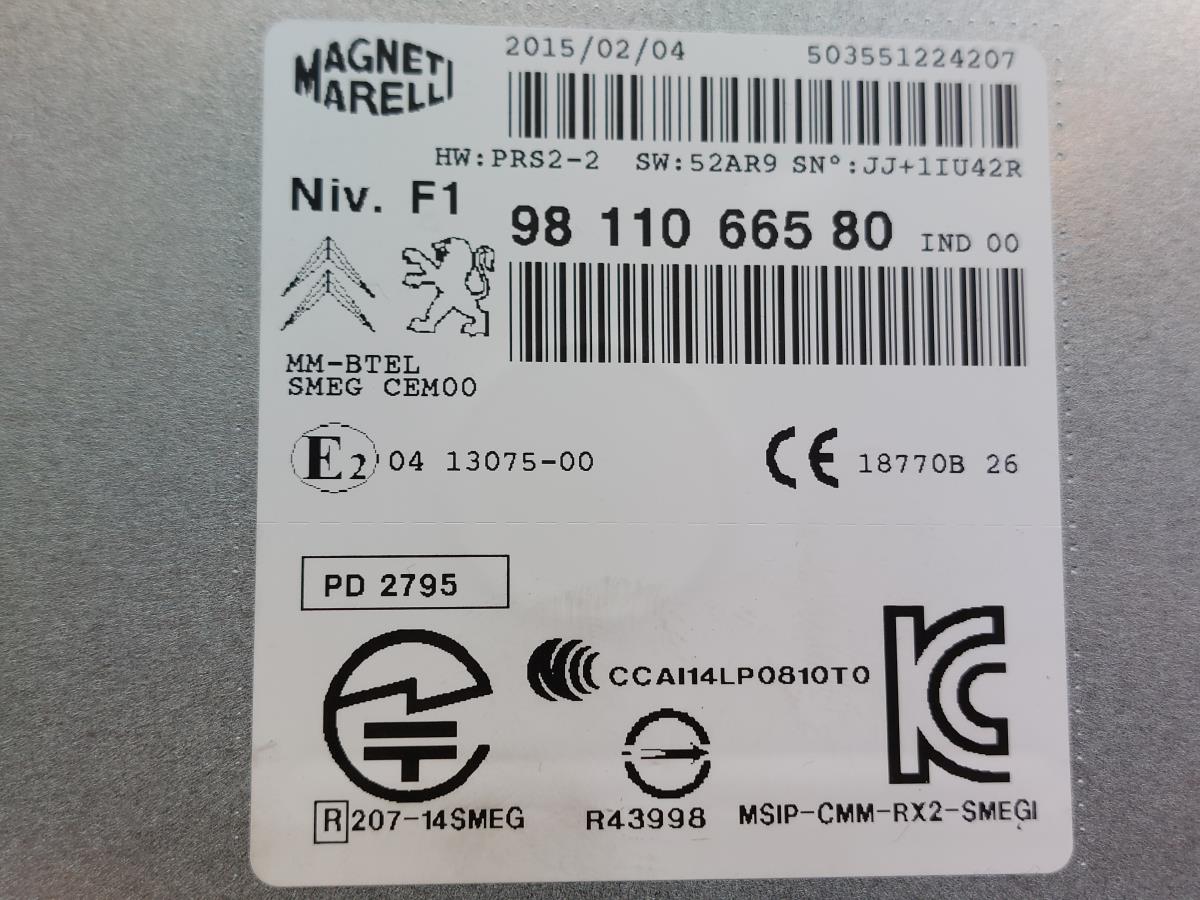 MAGNETI
MARELLI
2015/02/04 503551224207
HW:PRS2-2 SW:52AR9 SN°:JJ+1IU42R
Niv. F1
98 110 665 80 IND 00
MM-BTEL
SMEG CEM00
E2 04 13075-00
CE 18770B 26
PD 2795
CCAI14LP0810T0
R 207-14SMEG
R43998
KC
MSIP-CMM-RX2-SMEGI